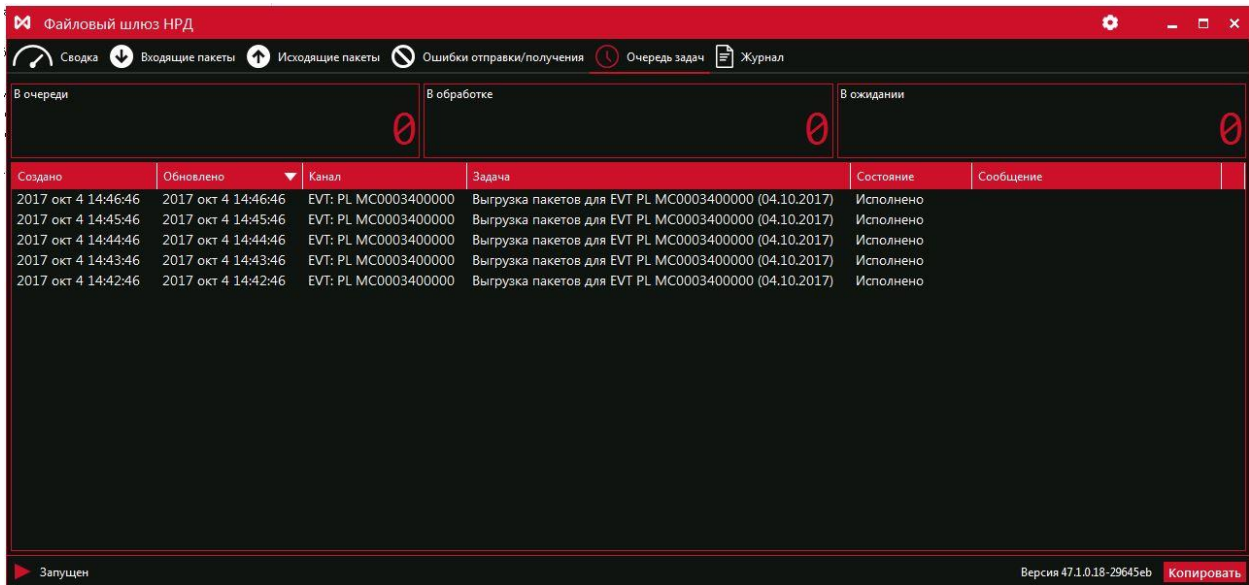 Файловый шлюз НРД
Сводка Входящие пакеты Исходящие пакеты Ошибки отправки/получения Очередь задач Журнал
В очереди В обработке В ожидании
0 0 0
Создано Обновлено Канал Задача Состояние Сообщение
2017 окт 4 14:46:46 2017 окт 4 14:46:46 EVT: PL MC0003400000 Выгрузка пакетов для EVT PL MC0003400000 (04.10.2017) Исполнено
2017 окт 4 14:45:46 2017 окт 4 14:45:46 EVT: PL MC0003400000 Выгрузка пакетов для EVT PL MC0003400000 (04.10.2017) Исполнено
2017 окт 4 14:44:46 2017 окт 4 14:44:46 EVT: PL MC0003400000 Выгрузка пакетов для EVT PL MC0003400000 (04.10.2017) Исполнено
2017 окт 4 14:43:46 2017 окт 4 14:43:46 EVT: PL MC0003400000 Выгрузка пакетов для EVT PL MC0003400000 (04.10.2017) Исполнено
2017 окт 4 14:42:46 2017 окт 4 14:42:46 EVT: PL MC0003400000 Выгрузка пакетов для EVT PL MC0003400000 (04.10.2017) Исполнено
Запущен Версия 47.1.0.18-29645eb Копировать